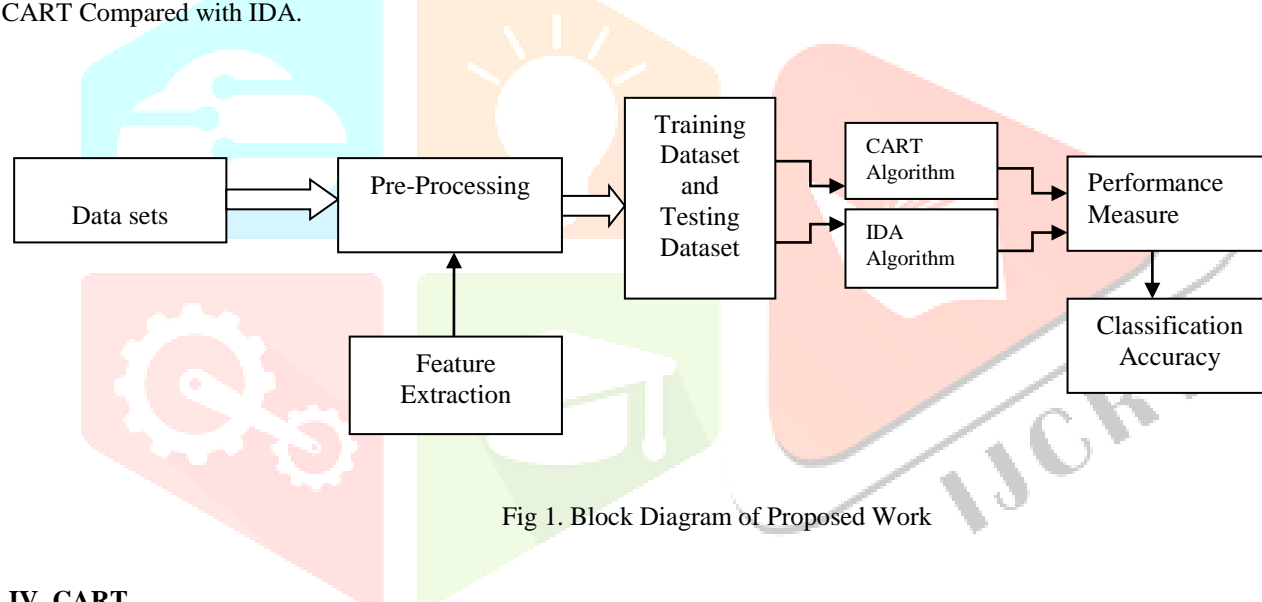 CART Compared with IDA.
Data sets
Pre-Processing
Feature
Extraction
Training
Dataset
and
Testing
Dataset
CART
Algorithm
IDA
Algorithm
Performance
Measure
Classification
Accuracy
Fig 1. Block Diagram of Proposed Work
IV. CART